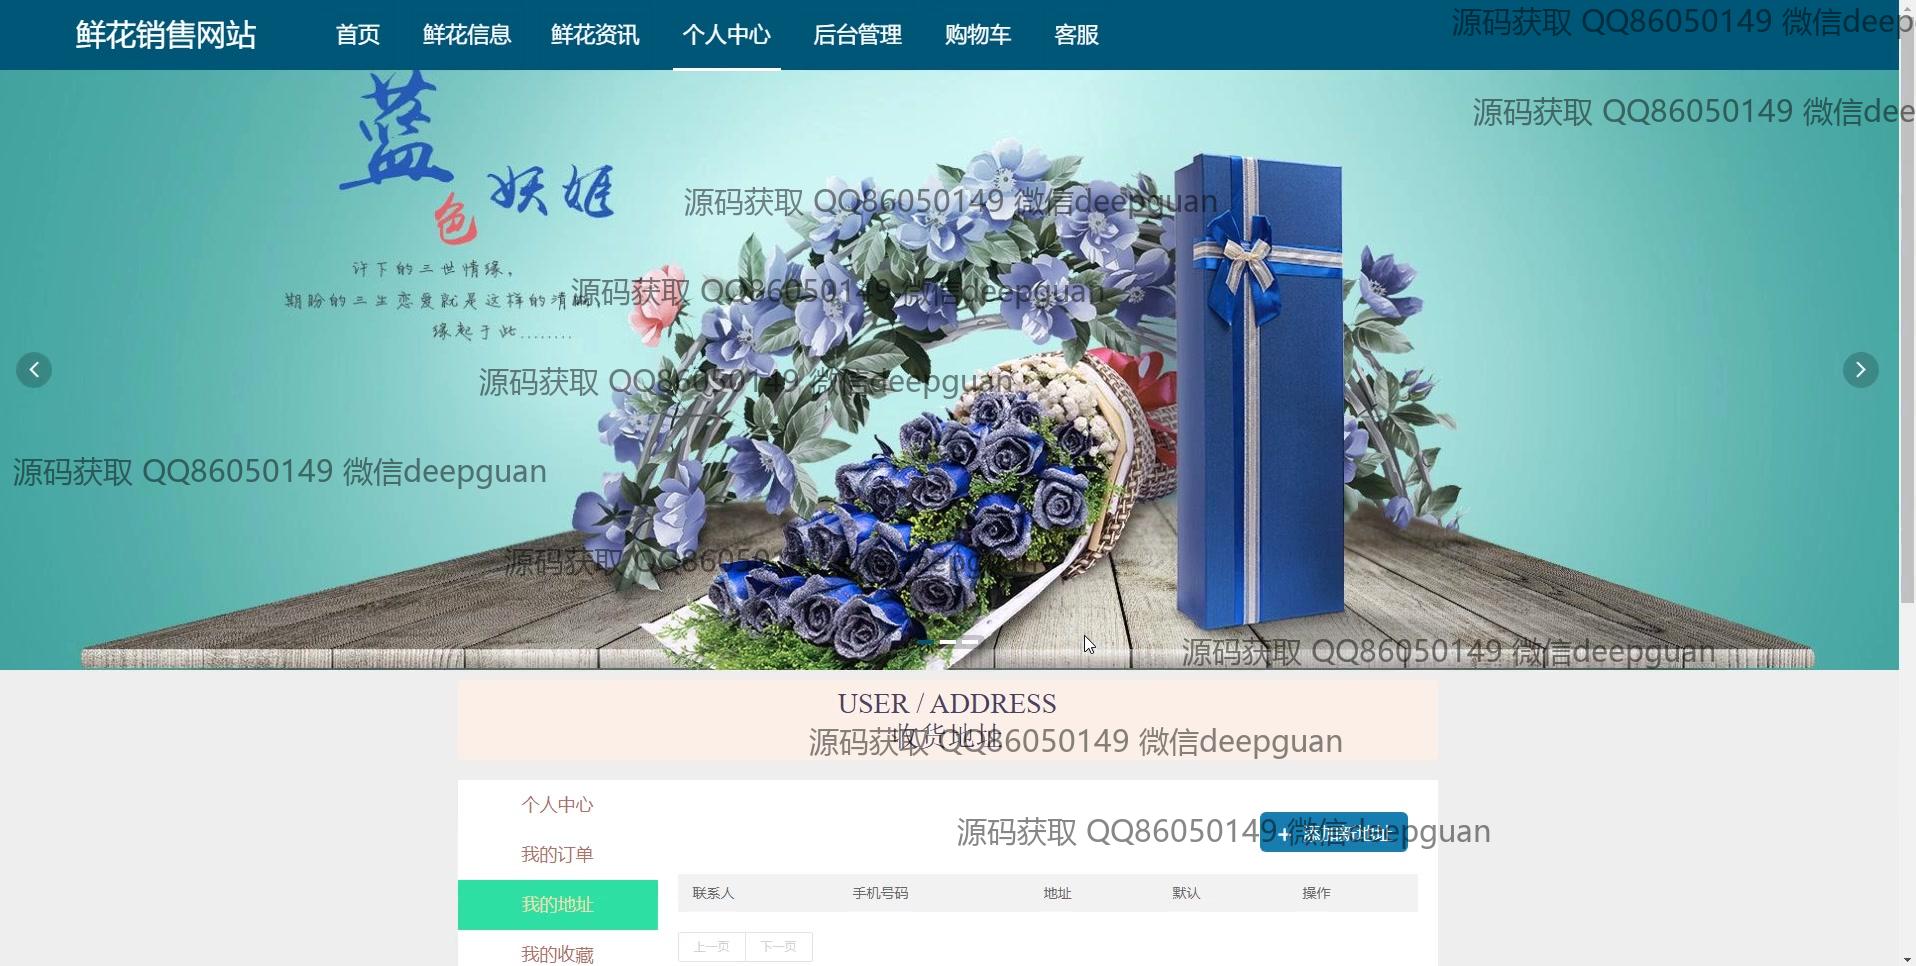 鲜花销售网站 首页 鲜花信息 鲜花资讯 个人中心 后台管理 购物车 客服
源码获取 QQ86050149 微信deep
源码获取 QQ86050149 微信dee
蓝
色
妖姬
源码获取 QQ86050149 微信deepguan
许下的三世情缘，
源码获取 QQ86050149 微信deepguan
期盼的三生恋爱就是这样的清
缘起于此........
源码获取 QQ86050149 微信deepguan
源码获取 QQ86050149 微信deepguan
源码获取 QQ86050149 微信deepguan
源码获取 QQ86050149 微信deepguan
USER / ADDRESS
收货地址
源码获取 QQ86050149 微信deepguan
个人中心
源码获取 QQ86050149 微信deepguan
+ 添加新地址
我的订单
联系人 手机号码 地址 默认 操作
我的地址
上一页 下一页
我的收藏